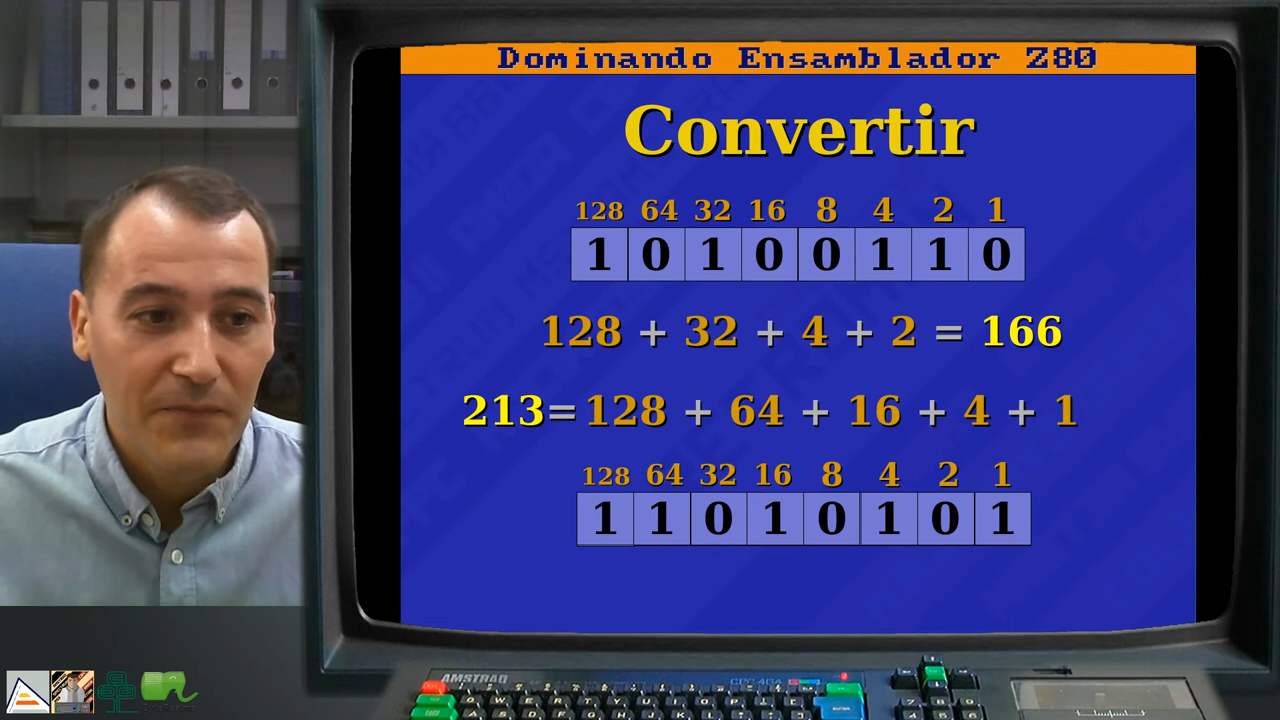 Dominando Ensamblador Z80
Convertir
128 64 32 16 8 4 2 1
1 0 1 0 0 1 1 0
128 + 32 + 4 + 2 = 166
213=128 + 64 + 16 + 4 + 1
128 64 32 16 8 4 2 1
1 1 0 1 0 1 0 1
AMSTRAD